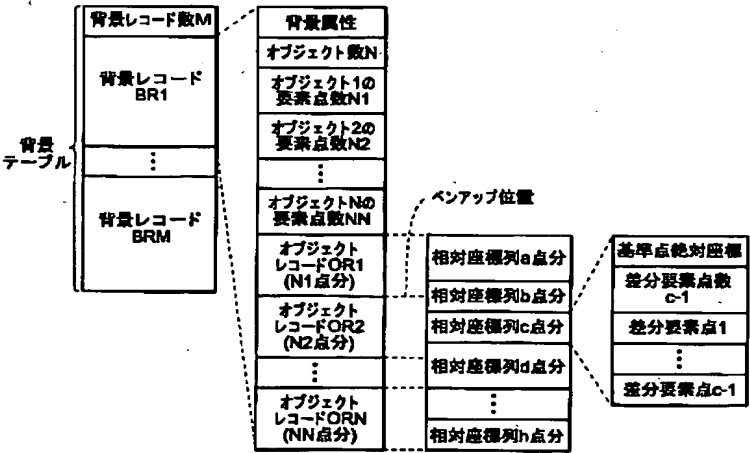 背景レコード数M
背景レコード
BR1
⋮
背景レコード
BRM
背景
テーブル
背景属性
オブジェクト数N
オブジェクト1の
要素点数N1
オブジェクト2の
要素点数N2
⋮
オブジェクトNの
要素点数NN
オブジェクト
レコードOR1
(N1点分)
オブジェクト
レコードOR2
(N2点分)
⋮
オブジェクト
レコードORN
(NN点分)
ペンアップ位置
相対座標列a点分
相対座標列b点分
相対座標列c点分
相対座標列d点分
⋮
相対座標列h点分
基準点絶対座標
差分要素点数
c-1
差分要素点1
⋮
差分要素点c-1